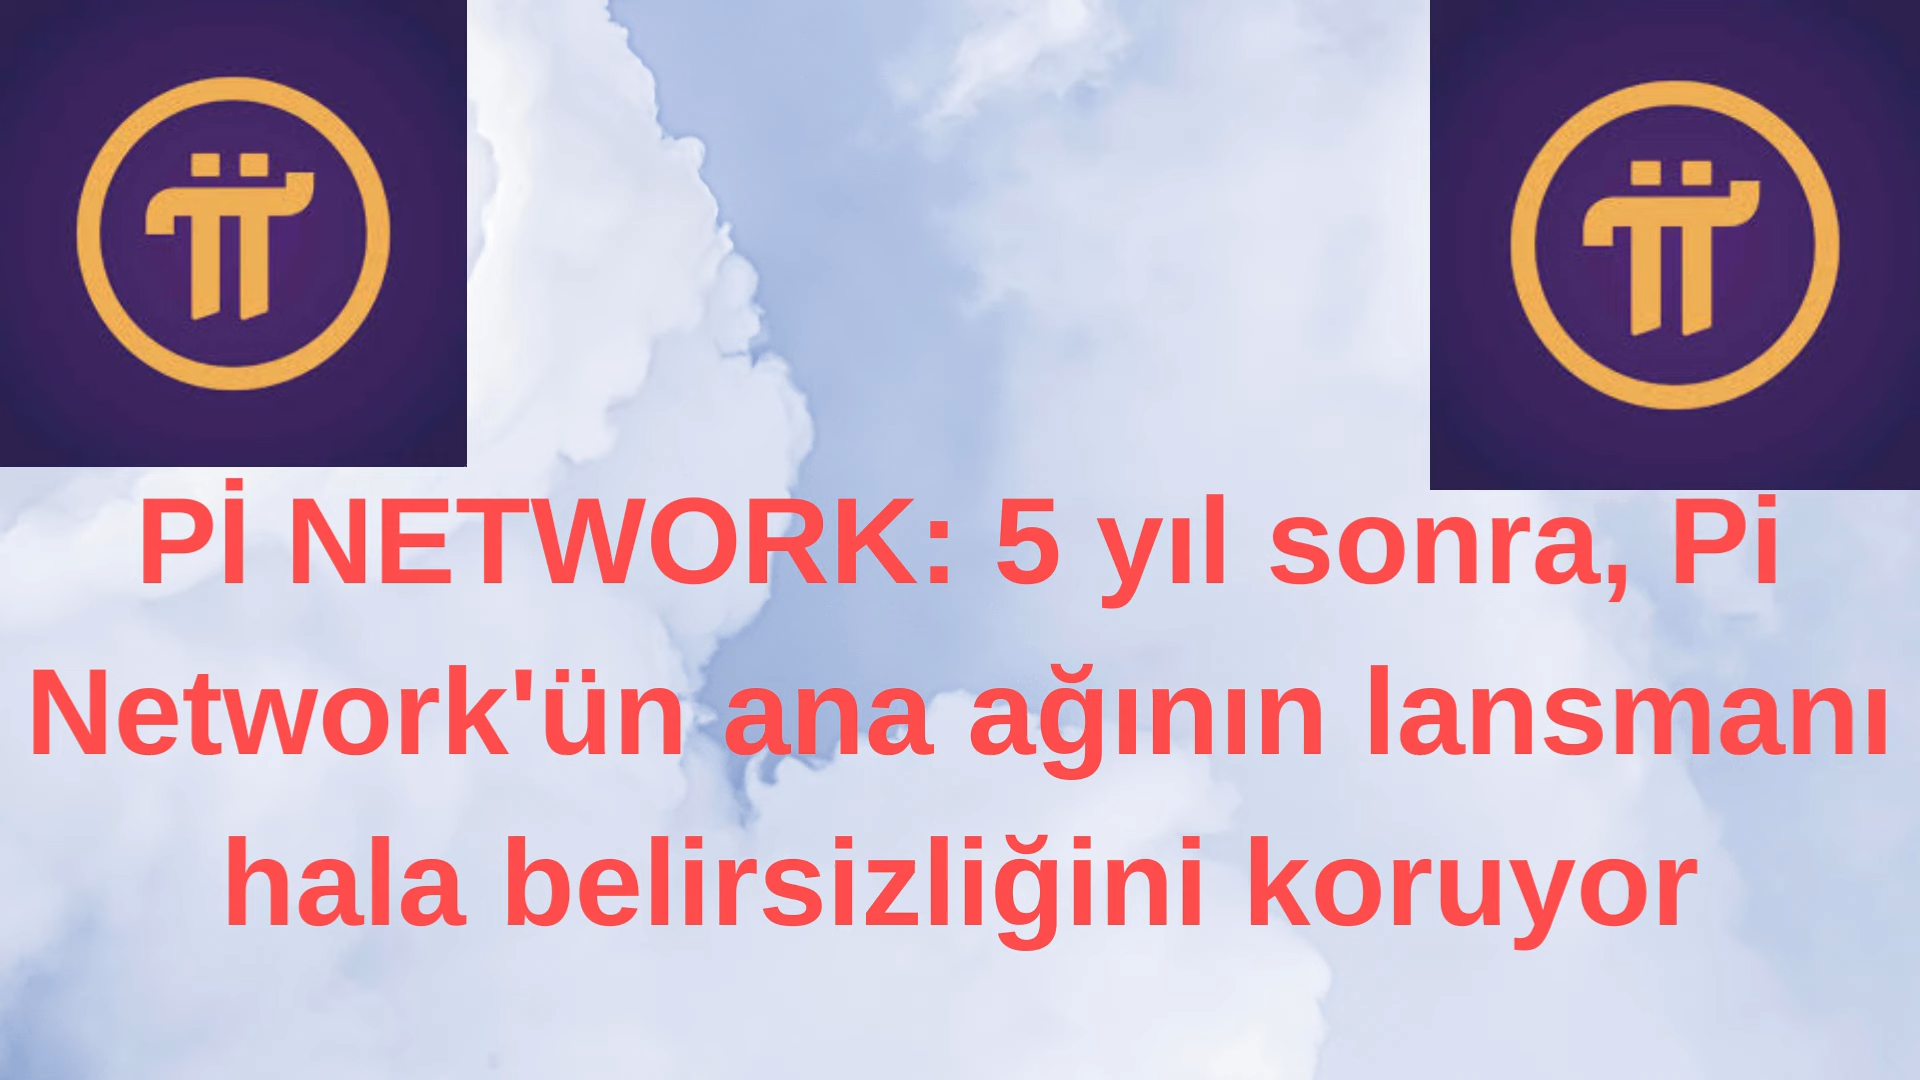 Pİ NETWORK: 5 yıl sonra, Pi
Network'ün ana ağının lansmanı
hala belirsizliğini koruyor